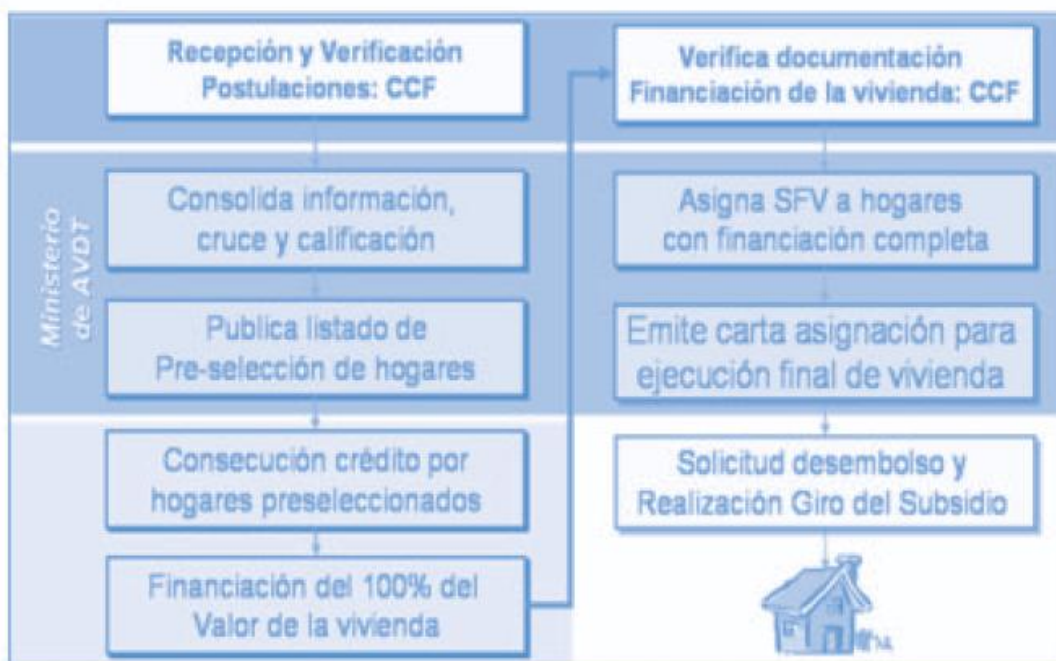 Recepción y Verificación
Postulaciones: CCF
Ministerio
de AVDT
Consolida información,
cruce y calificación
Publica listado de
Pre-selección de hogares
Consecución crédito por
hogares preseleccionados
Financiación del 100% del
Valor de la vivienda
Verifica documentación
Financiación de la vivienda: CCF
Asigna SFV a hogares
con financiación completa
Emite carta asignación para
ejecución final de vivienda
Solicitud desembolso y
Realización Giro del Subsidio